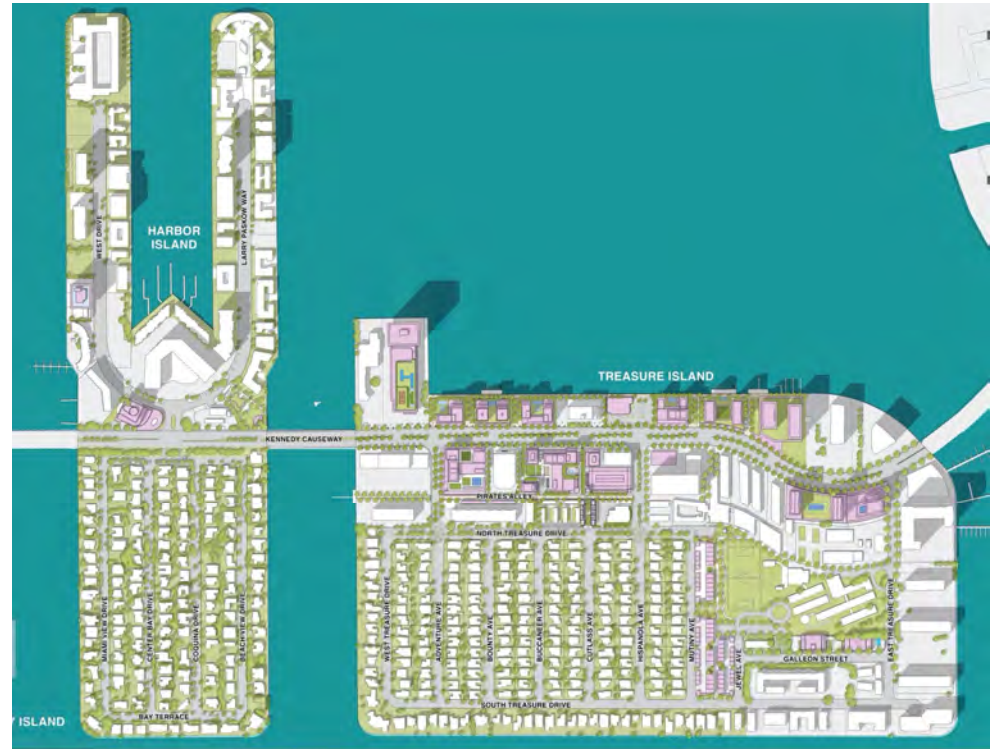 HARBOR
ISLAND
WEST DRIVE
LARRY PASKOW WAY
TREASURE ISLAND
KENNEDY CAUSEWAY
PIRATES ALLEY
NORTH TREASURE DRIVE
MIAMI VIEW DRIVE
CENTER BAY DRIVE
COQUINA DRIVE
BEACHVIEW DRIVE
WEST TREASURE DRIVE
ADVENTURE AVE
BOUNTY AVE
BUCCANEER AVE
CUTLASS AVE
HISPANOLA AVE
MUTINY AVE
JEWEL AVE
EAST TREASURE DRIVE
GALLEON STREET
SOUTH TREASURE DRIVE
BAY TERRACE
Y ISLAND